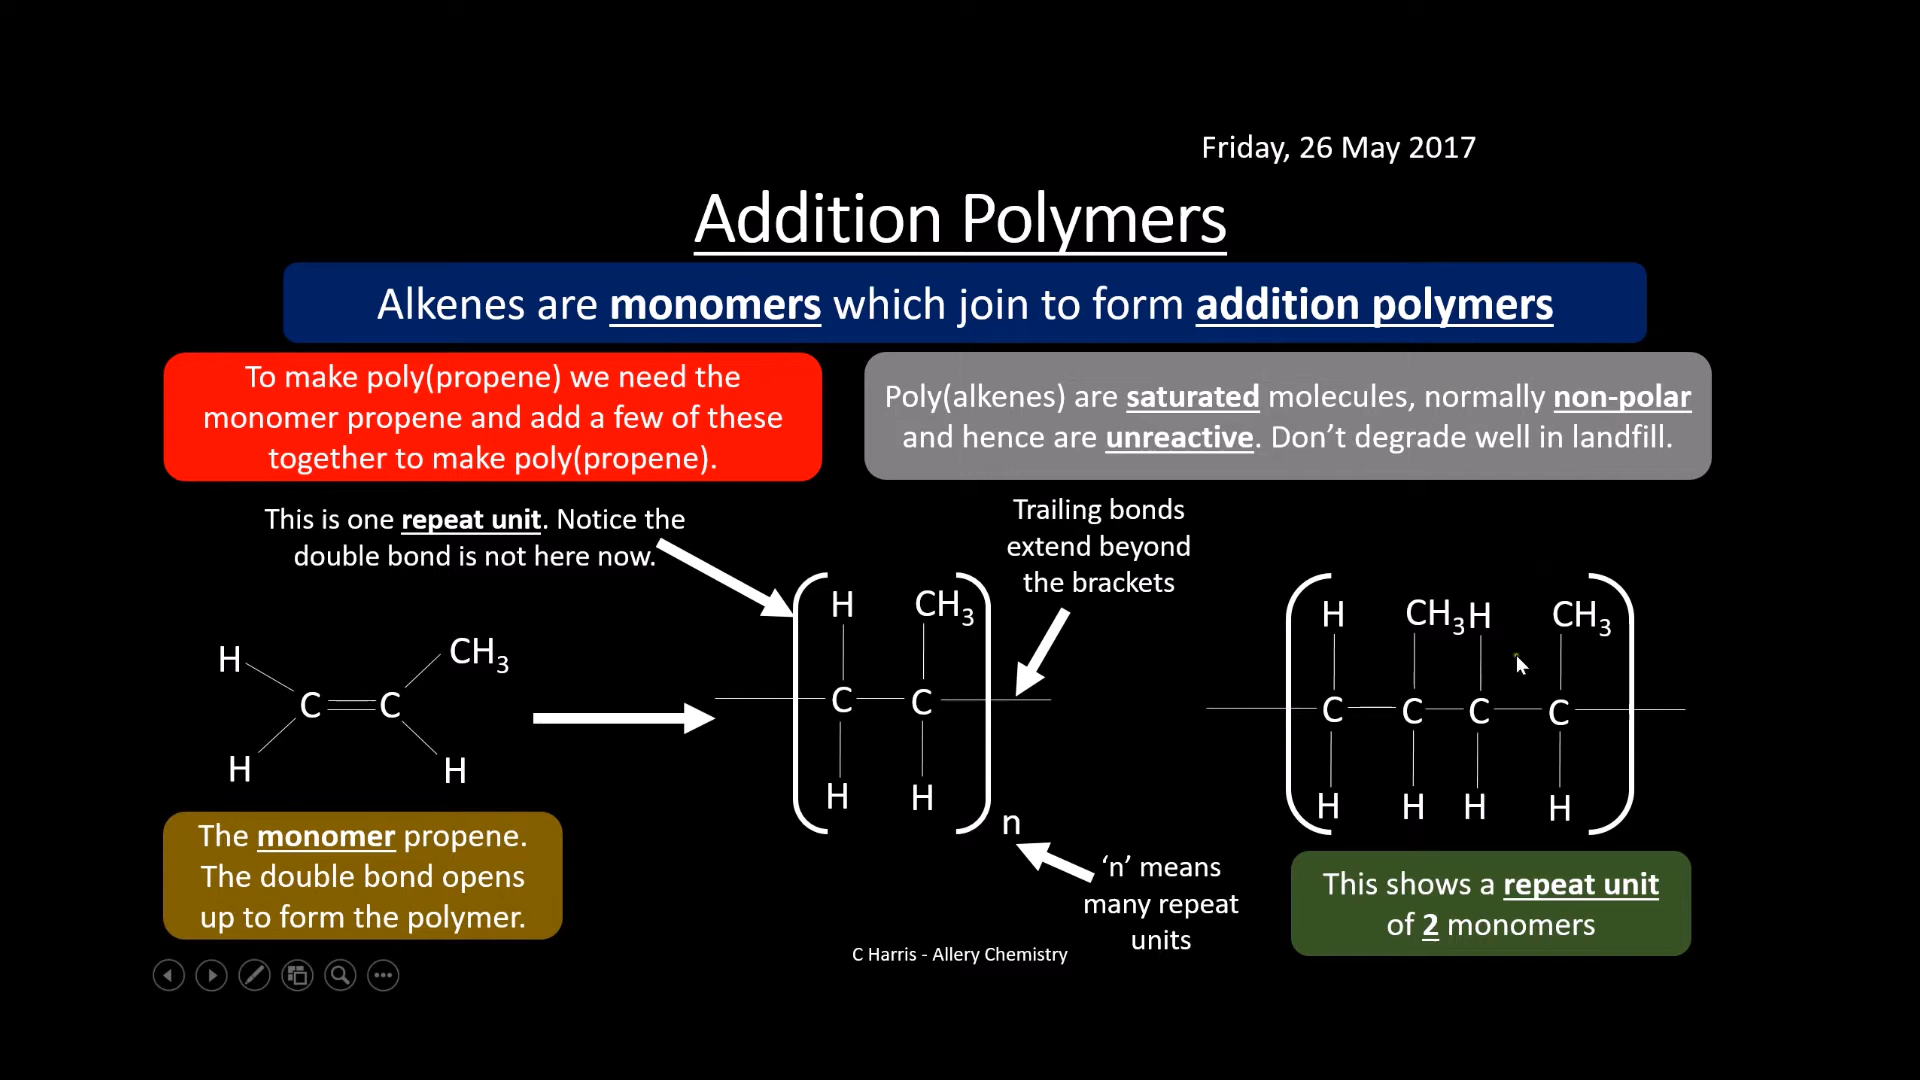 Friday, 26 May 2017
Addition Polymers
Alkenes are monomers which join to form addition polymers
To make poly(propene) we need the
monomer propene and add a few of these
together to make poly(propene).
Poly(alkenes) are saturated molecules, normally non-polar
and hence are unreactive. Don’t degrade well in landfill.
This is one repeat unit. Notice the
double bond is not here now.
Trailing bonds
extend beyond
the brackets
H CH3
C C
H H
H CH3
C C
H H
n
H CH3 H CH3
C C C C
H H H H
The monomer propene.
The double bond opens
up to form the polymer.
‘n’ means
many repeat
units
This shows a repeat unit
of 2 monomers
C Harris - Allery Chemistry